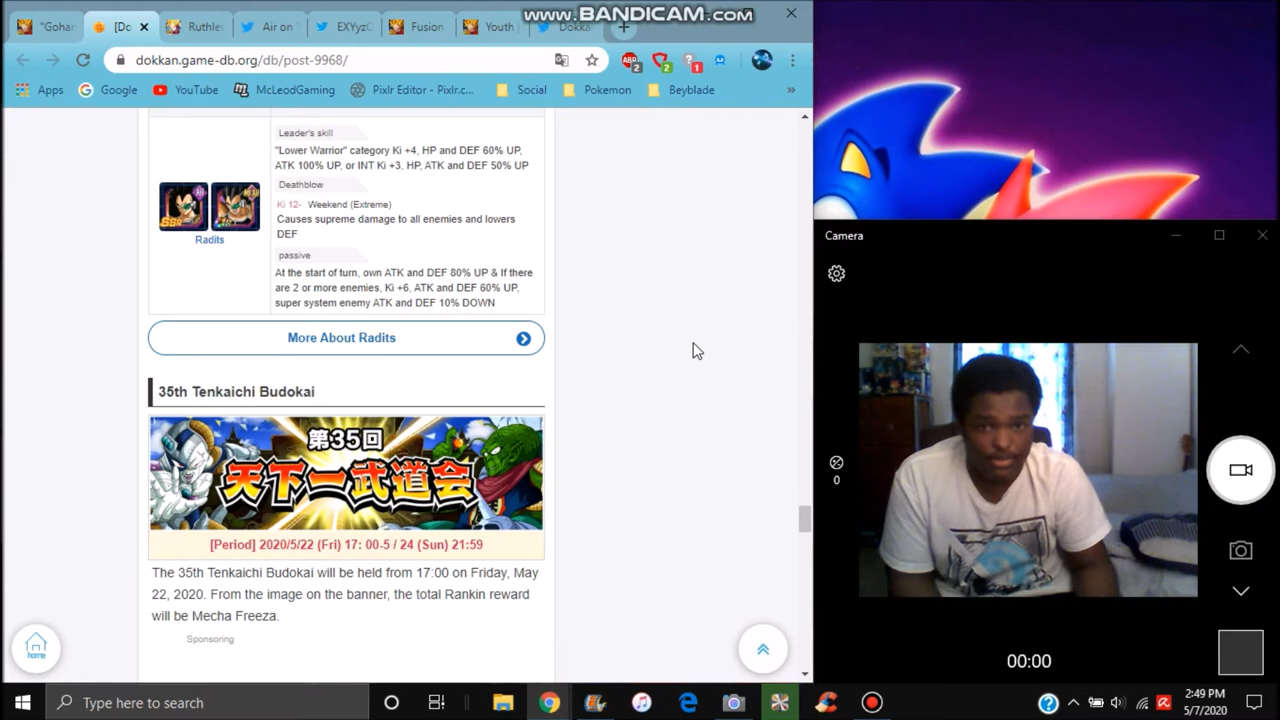 www.BANDICAM.com
"Gohan
[Do
Ruthles
Air on
EXYyzC
Fusion
Youth
Dokka
dokkan.game-db.org/db/post-9968/
2
2
1
Apps
Google
YouTube
McLeodGaming
Pixlr Editor - Pixlr.c...
Social
Pokemon
Beyblade
»
Leader's skill
"Lower Warrior" category Ki +4, HP and DEF 60% UP,
ATK 100% UP, or INT Ki +3, HP, ATK and DEF 50% UP
Deathblow
Ki 12- Weekend (Extreme)
Causes supreme damage to all enemies and lowers
DEF
passive
At the start of turn, own ATK and DEF 80% UP & If there
are 2 or more enemies, Ki +6, ATK and DEF 60% UP,
super system enemy ATK and DEF 10% DOWN
SSR
Radits
More About Radits
35th Tenkaichi Budokai
第35回
天下一武道会
[Period] 2020/5/22 (Fri) 17: 00-5 / 24 (Sun) 21:59
The 35th Tenkaichi Budokai will be held from 17:00 on Friday, May
22, 2020. From the image on the banner, the total Rankin reward
will be Mecha Freeza.
Sponsoring
home
Camera
0
00:00
Type here to search
2:49 PM
5/7/2020